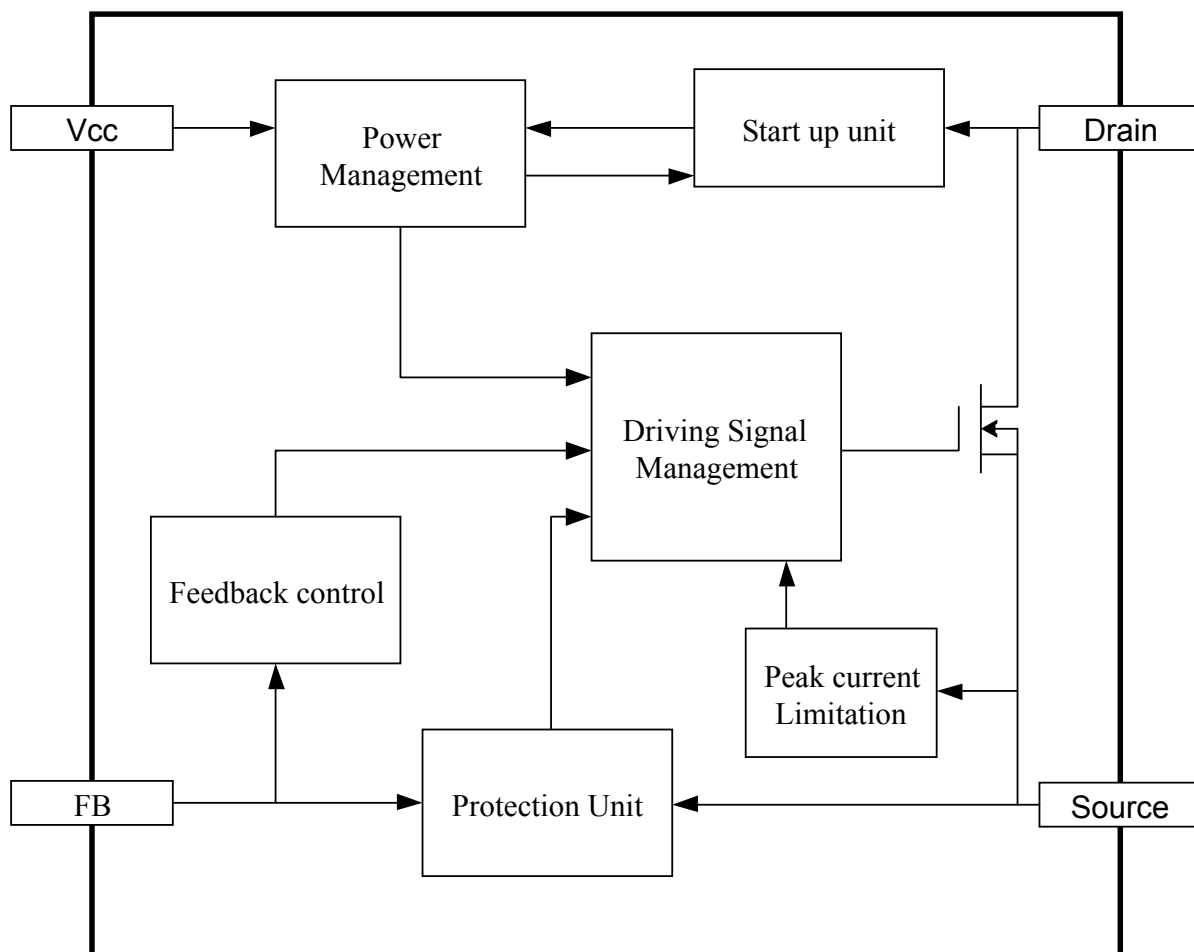 Vcc
Power
Management
Start up unit
Drain
Driving Signal
Management
Feedback control
Peak current
Limitation
FB
Protection Unit
Source